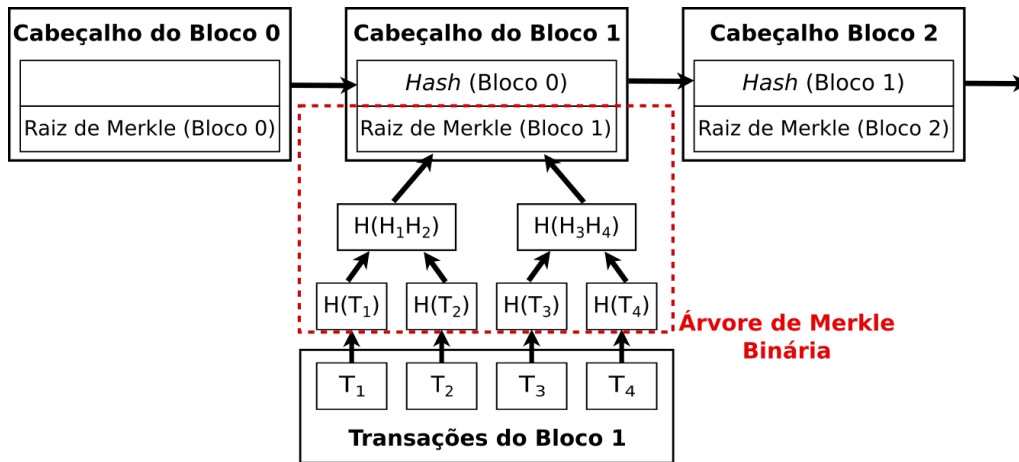 Cabeçalho do Bloco 0
Raiz de Merkle (Bloco 0)
Cabeçalho do Bloco 1
Hash (Bloco 0)
Raiz de Merkle (Bloco 1)
Cabeçalho Bloco 2
Hash (Bloco 1)
Raiz de Merkle (Bloco 2)
H(H₁H₂)
H(H₃H₄)
H(T₁)
H(T₂)
H(T₃)
H(T₄)
Árvore de Merkle
Binária
T₁
T₂
T₃
T₄
Transações do Bloco 1